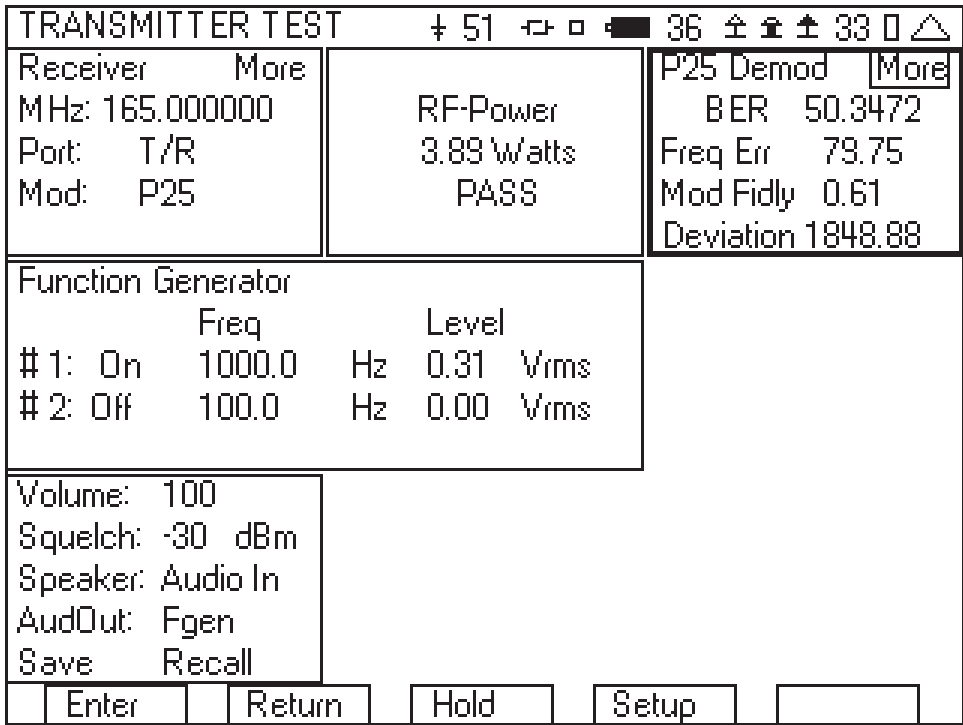 TRANSMITTER TEST 51 36 33
Receiver More
MHz: 165.000000
Port: T/R
Mod: P25
RF-Power
3.89 Watts
PASS
P25 Demod More
BER 50.3472
Freq Err 79.75
Mod Fidly 0.61
Deviation 1848.88
Function Generator
Freq Level
# 1: On 1000.0 Hz 0.31 Vrms
# 2: Off 100.0 Hz 0.00 Vrms
Volume: 100
Squelch: -30 dBm
Speaker: Audio In
AudOut: Fgen
Save Recall
Enter Return Hold Setup